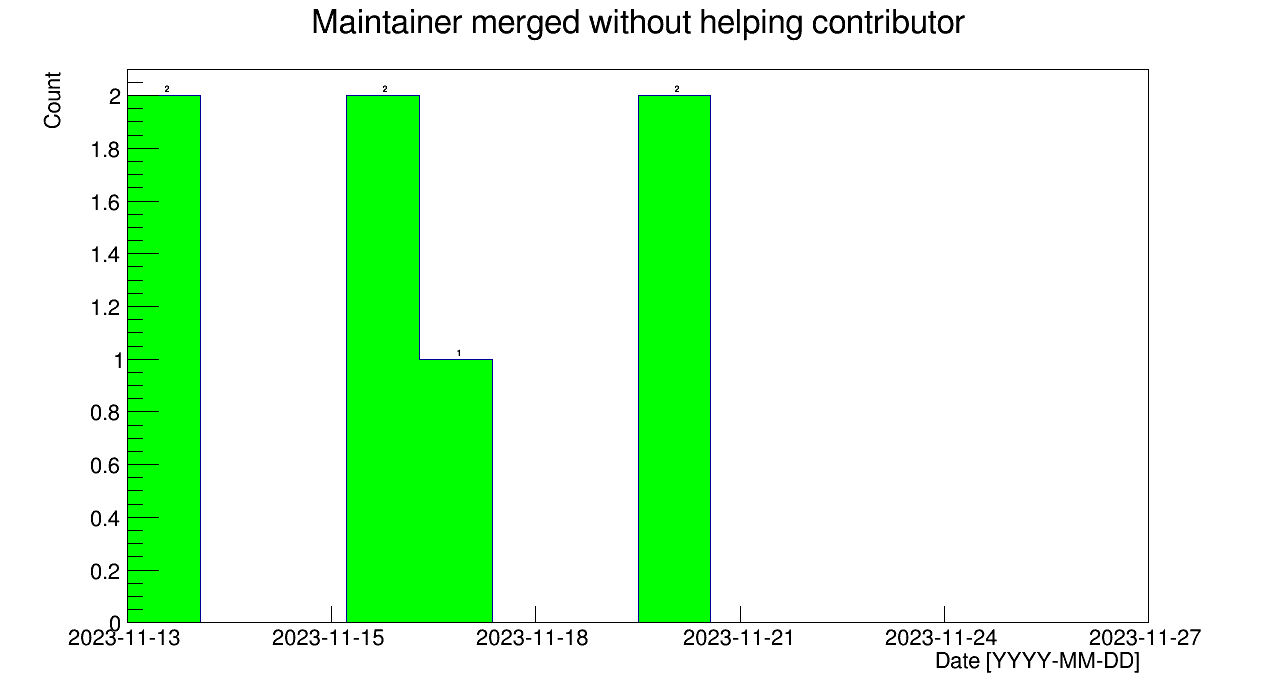 Maintainer merged without helping contributor
Count
2
1.8
1.6
1.4
1.2
1
0.8
0.6
0.4
0.2
0
2 2 1 2
2023-11-13 2023-11-15 2023-11-18 2023-11-21 2023-11-24 2023-11-27
Date [YYYY-MM-DD]